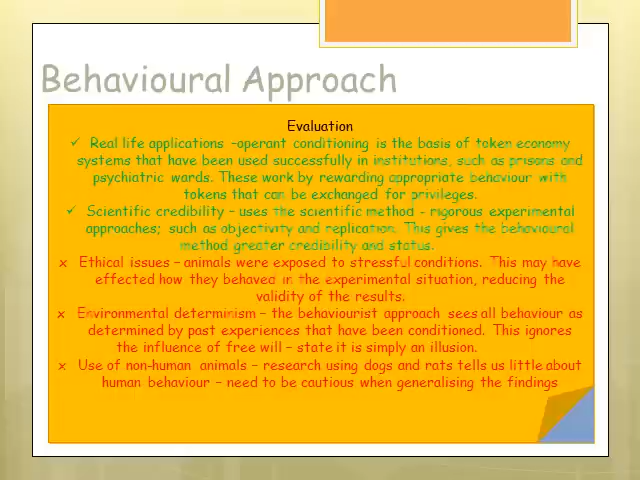 Behavioural Approach
Evaluation
✓ Real life applications –operant conditioning is the basis of token economy
systems that have been used successfully in institutions, such as prisons and
psychiatric wards. These work by rewarding appropriate behaviour with
tokens that can be exchanged for privileges.
✓ Scientific credibility – uses the scientific method - rigorous experimental
approaches; such as objectivity and replication. This gives the behavioural
method greater credibility and status.
x Ethical issues – animals were exposed to stressful conditions. This may have
effected how they behaved in the experimental situation, reducing the
validity of the results.
x Environmental determinism – the behaviourist approach sees all behaviour as
determined by past experiences that have been conditioned. This ignores
the influence of free will – state it is simply an illusion.
x Use of non-human animals – research using dogs and rats tells us little about
human behaviour – need to be cautious when generalising the findings